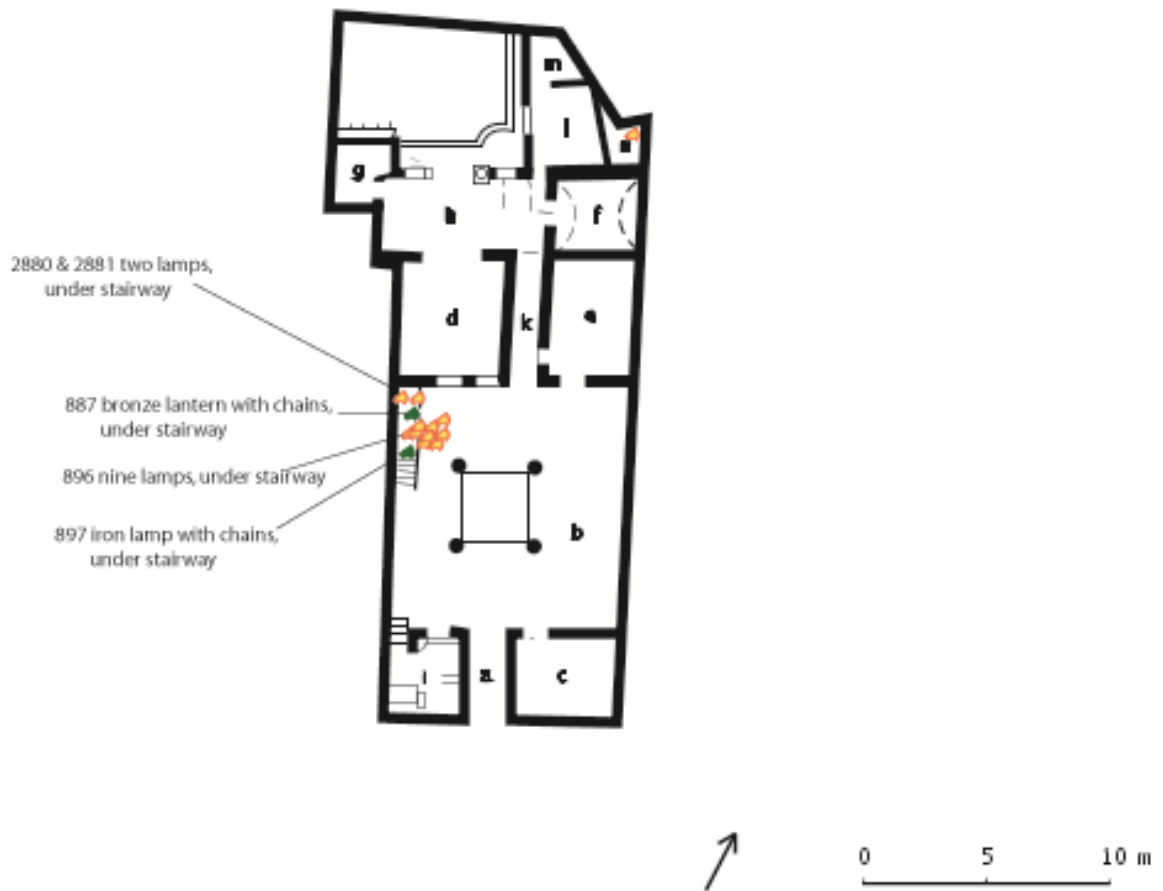 m
l
n
g
h
f
2880 & 2881 two lamps,
under stairway
d
k
e
887 bronze lantern with chains,
under stairway
896 nine lamps, under stairway
897 iron lamp with chains,
under stairway
b
i
a
c
0 5 10 m